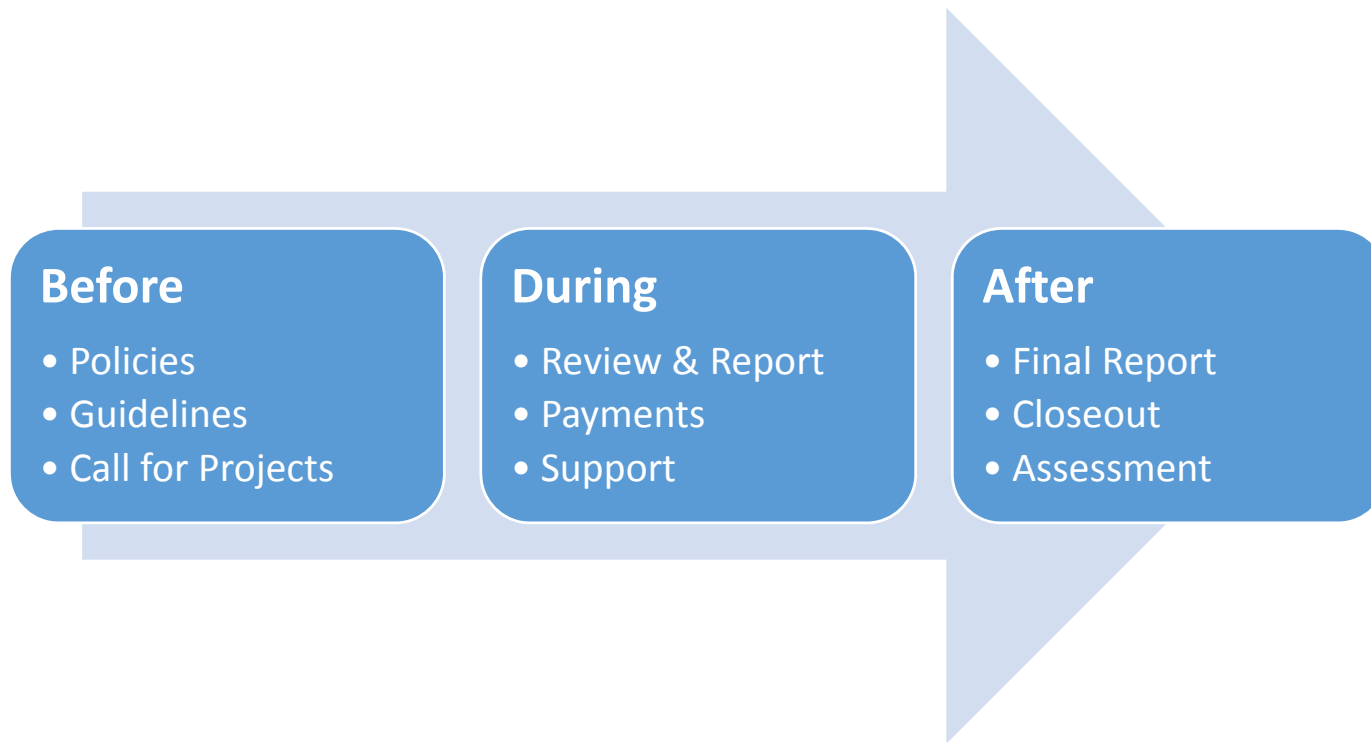 Before
• Policies
• Guidelines
• Call for Projects
During
• Review & Report
• Payments
• Support
After
• Final Report
• Closeout
• Assessment